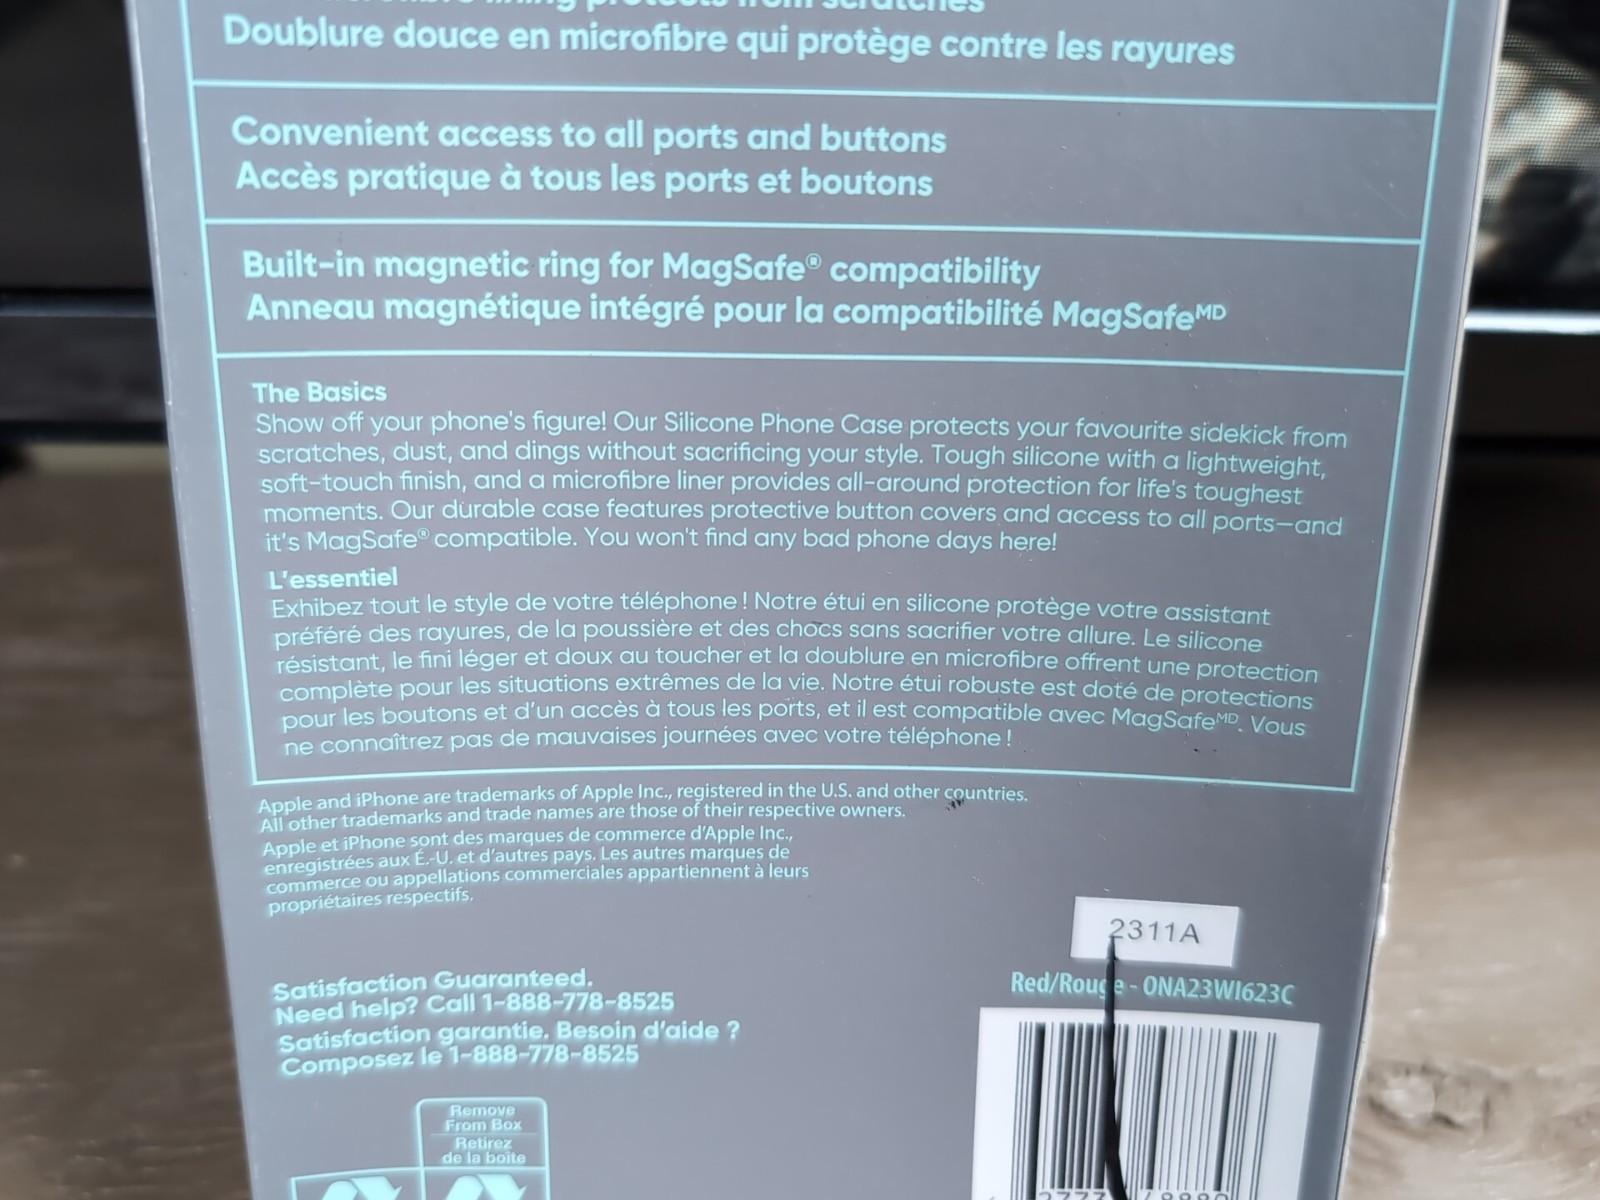 lining protects from scratches
Doublure douce en microfibre qui protège contre les rayures
Convenient access to all ports and buttons
Accès pratique à tous les ports et boutons
Built-in magnetic ring for MagSafe® compatibility
Anneau magnétique intégré pour la compatibilité MagSafeMD
The Basics
Show off your phone's figure! Our Silicone Phone Case protects your favourite sidekick from
scratches, dust, and dings without sacrificing your style. Tough silicone with a lightweight,
soft-touch finish, and a microfibre liner provides all-around protection for life's toughest
moments. Our durable case features protective button covers and access to all ports—and
it's MagSafe® compatible. You won't find any bad phone days here!
L'essentiel
Exhibez tout le style de votre téléphone ! Notre étui en silicone protège votre assistant
préféré des rayures, de la poussière et des chocs sans sacrifier votre allure. Le silicone
résistant, le fini léger et doux au toucher et la doublure en microfibre offrent une protection
complète pour les situations extrêmes de la vie. Notre étui robuste est doté de protections
pour les boutons et d'un accès à tous les ports, et il est compatible avec MagSafeMD. Vous
ne connaîtrez pas de mauvaises journées avec votre téléphone !
Apple and iPhone are trademarks of Apple Inc., registered in the U.S. and other countries.
All other trademarks and trade names are those of their respective owners.
Apple et iPhone sont des marques de commerce d'Apple Inc.,
enregistrées aux É.-U. et d'autres pays. Les autres marques de
commerce ou appellations commerciales appartiennent à leurs
propriétaires respectifs.
2311A
Red/Rouge - ONA23WI623C
Satisfaction Guaranteed.
Need help? Call 1-888-778-8525
Satisfaction garantie. Besoin d'aide ?
Composez le 1-888-778-8525
Remove
From Box
Retirez
de la boîte